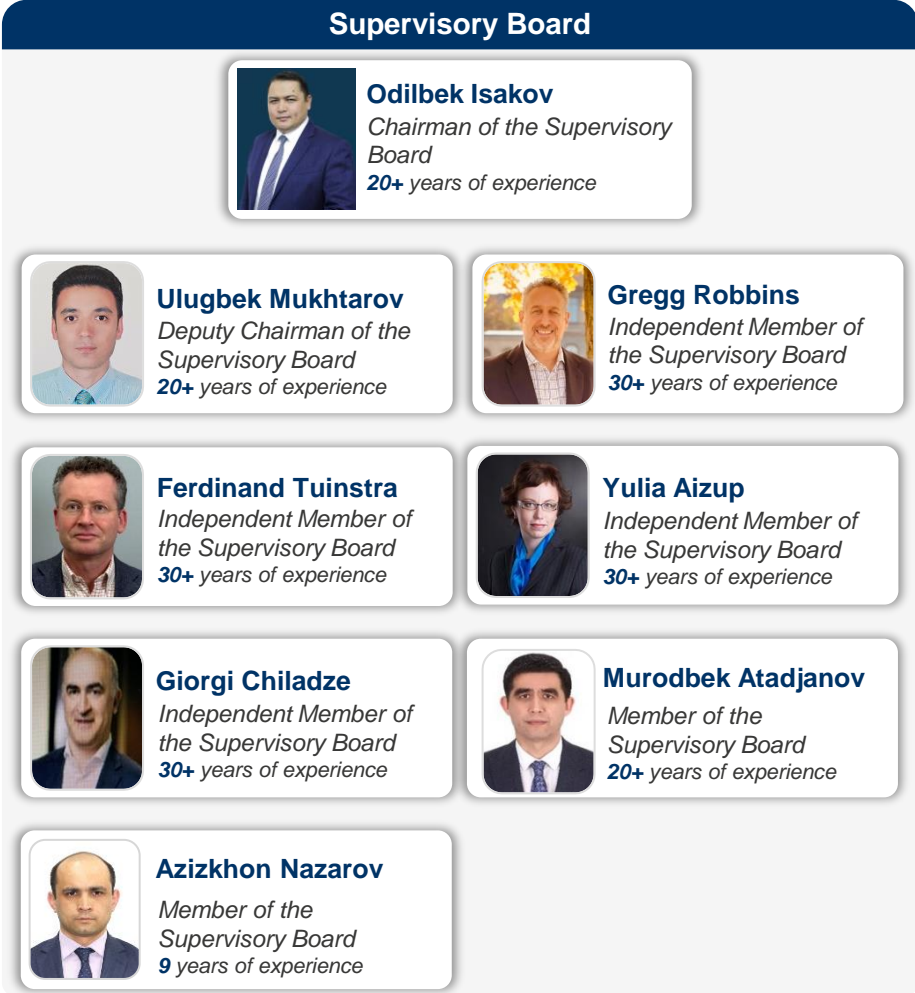 Supervisory Board
Odilbek Isakov
Chairman of the Supervisory
Board
20+ years of experience
Ulugbek Mukhtarov
Deputy Chairman of the
Supervisory Board
20+ years of experience
Gregg Robbins
Independent Member of
the Supervisory Board
30+ years of experience
Ferdinand Tuinstra
Independent Member of
the Supervisory Board
30+ years of experience
Yulia Aizup
Independent Member of
the Supervisory Board
30+ years of experience
Giorgi Chiladze
Independent Member of
the Supervisory Board
30+ years of experience
Murodbek Atadjanov
Member of the
Supervisory Board
20+ years of experience
Azizkhon Nazarov
Member of the
Supervisory Board
9 years of experience